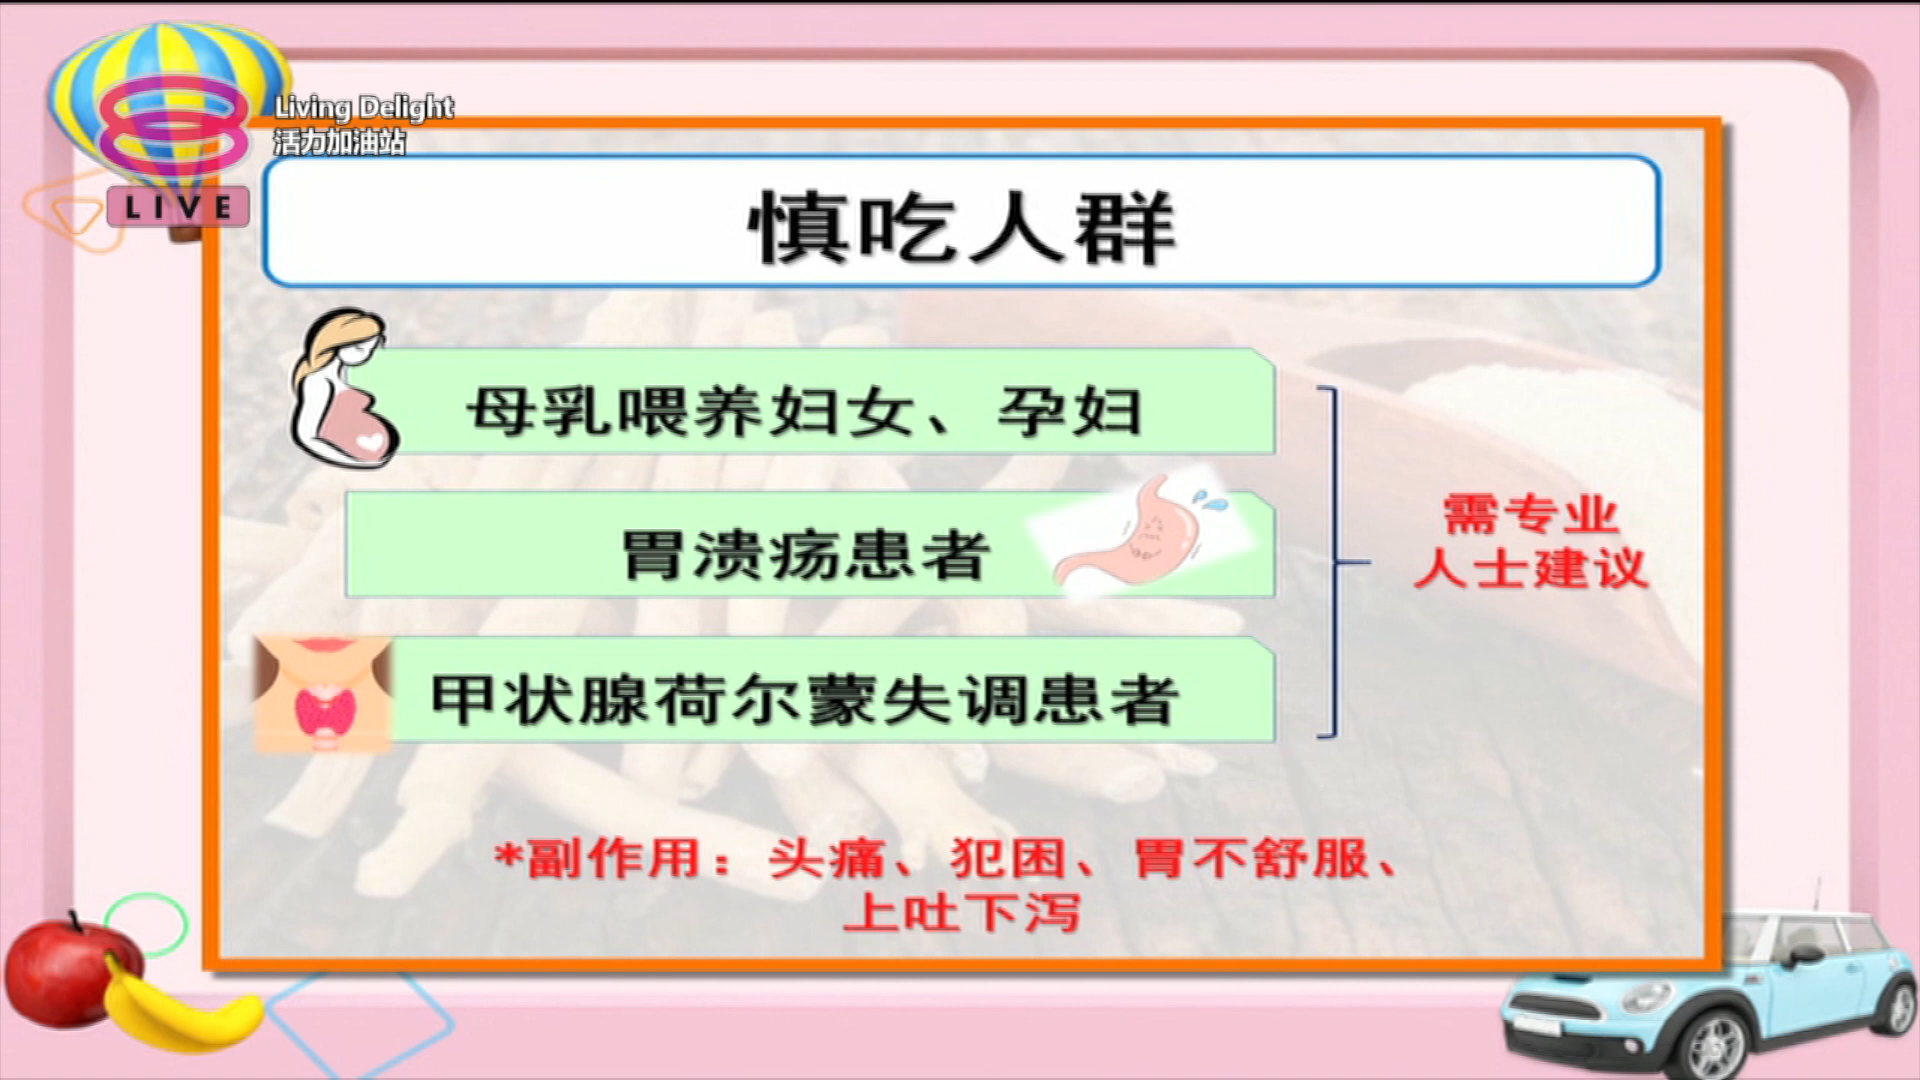 Living Delight
活力加油站
LIVE
慎吃人群
母乳喂养妇女、孕妇
胃溃疡患者
甲状腺荷尔蒙失调患者
需专业
人士建议
*副作用：头痛、犯困、胃不舒服、
上吐下泻